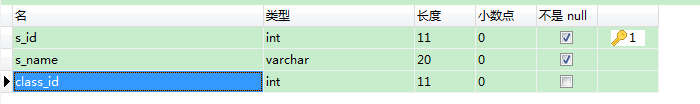 名 类型 长度 小数点 不是 null
s_id int 11 0 1
s_name varchar 20 0
class_id int 11 0